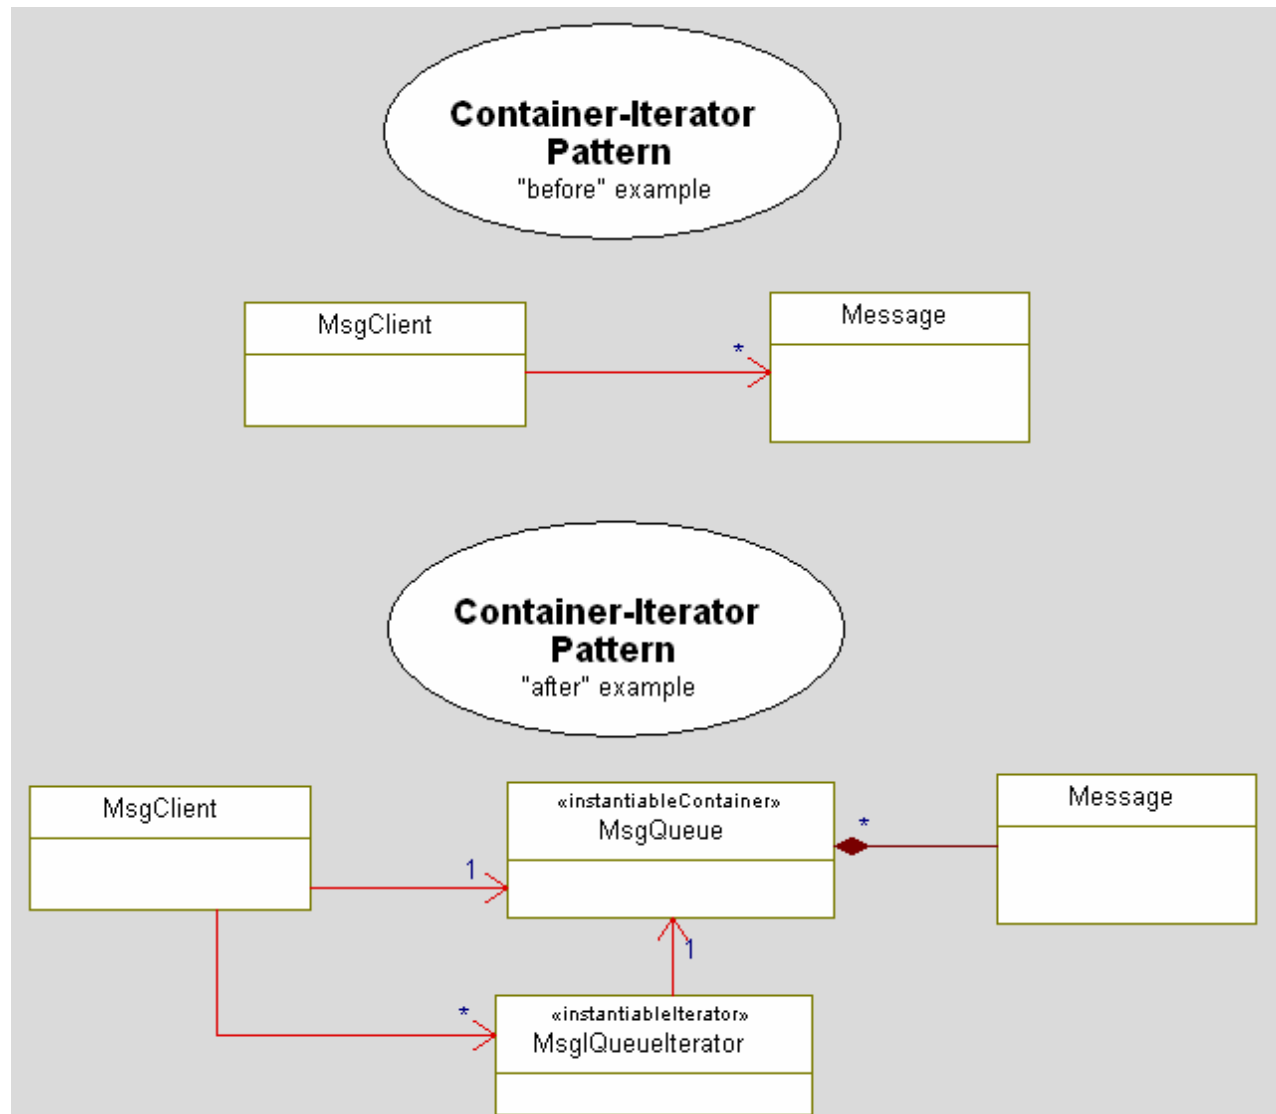 Container-Iterator
Pattern
"before" example
MsgClient
Message
*
Container-Iterator
Pattern
"after" example
MsgClient
«instantiableContainer»
MsgQueue
*
Message
1
1
*
«instantiableIterator»
MsglQueueIterator